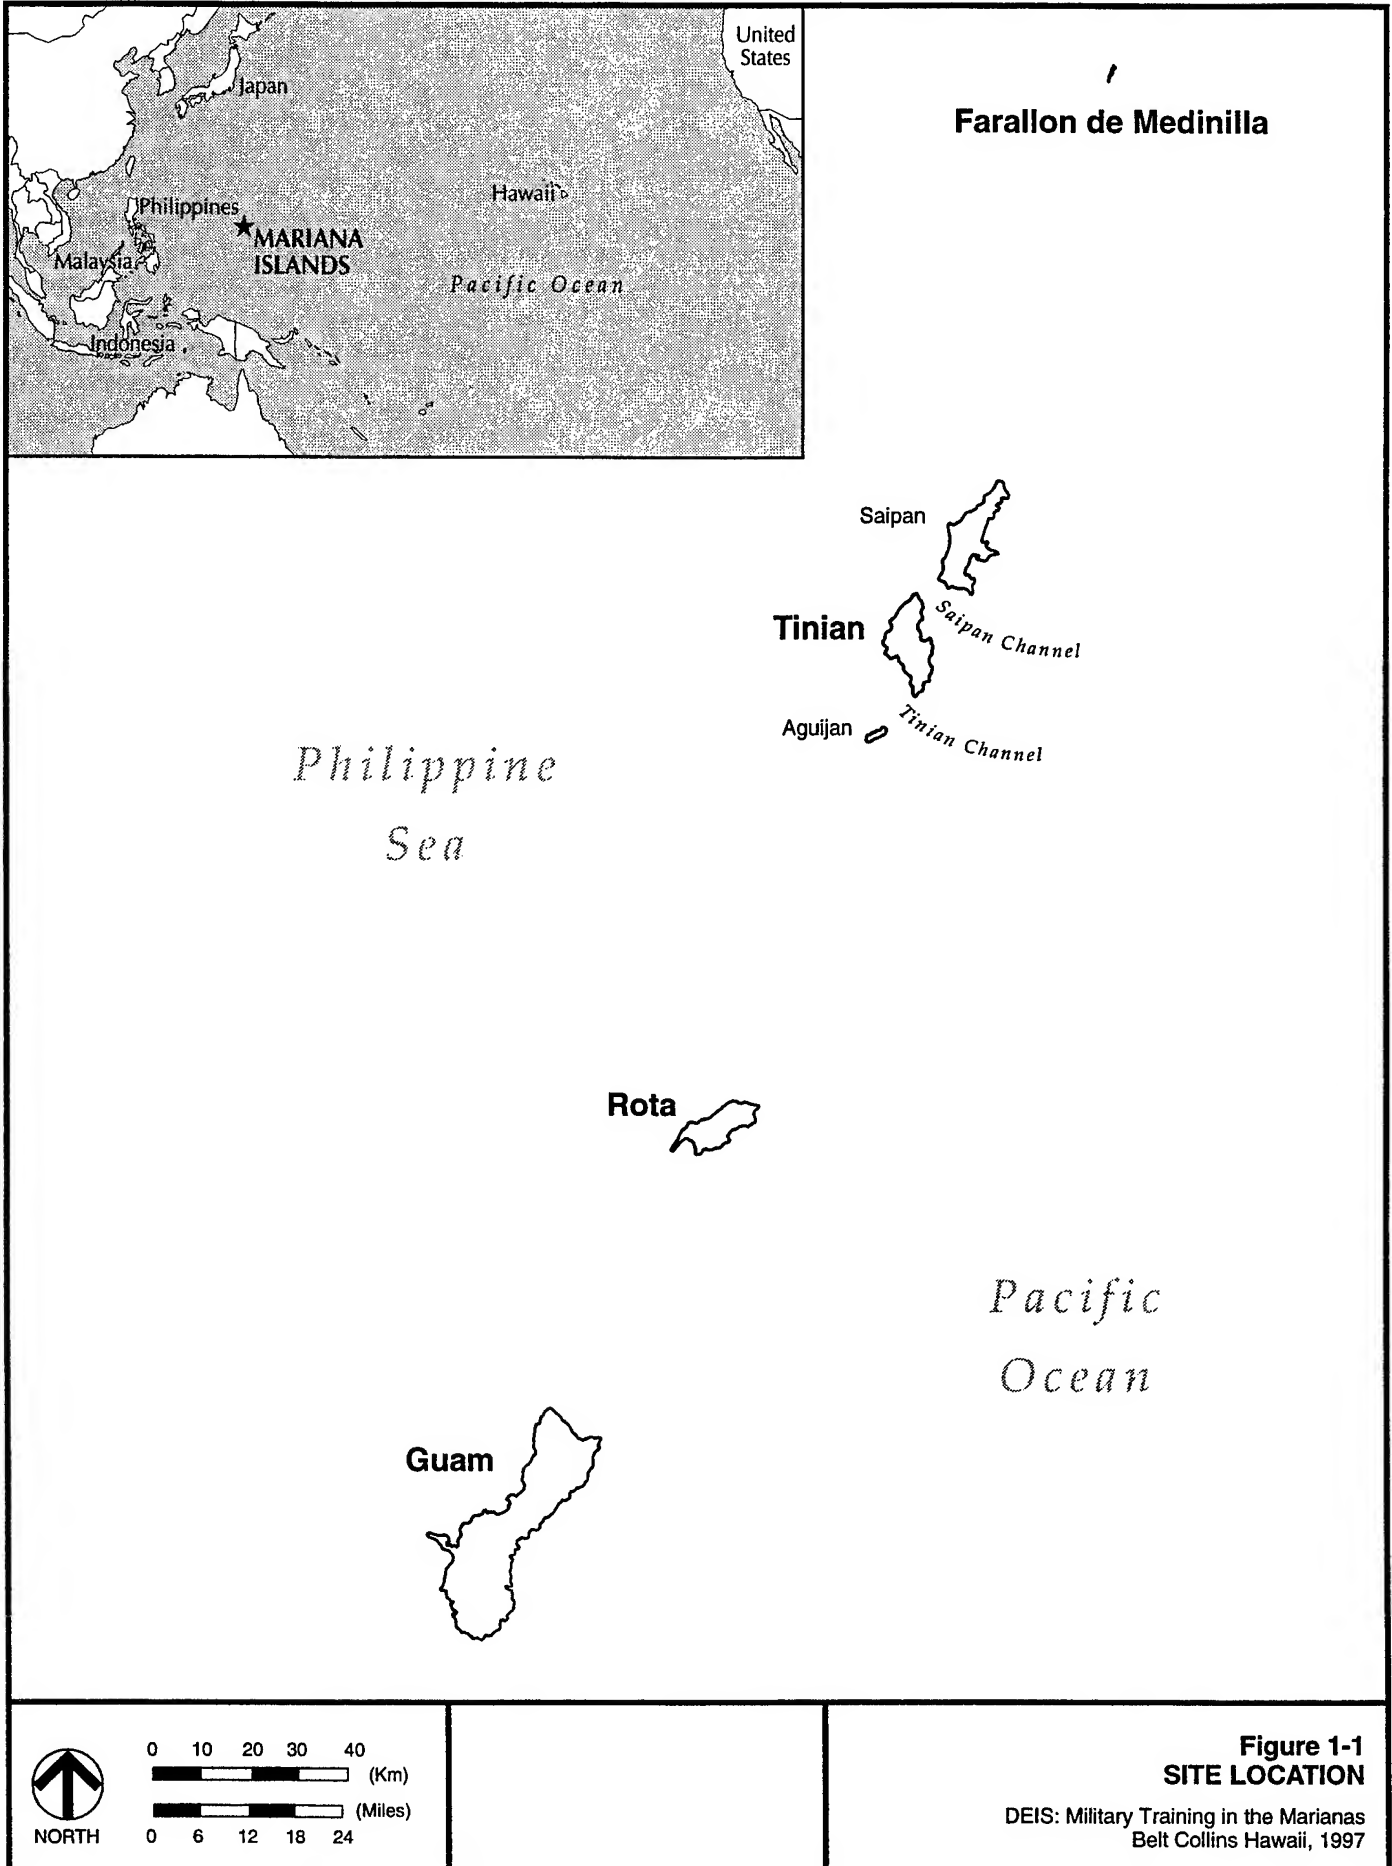 United
States
Japan
Hawaii
Philippines
MARIANA
ISLANDS
Malaysia
Pacific Ocean
Indonesia
Farallon de Medinilla
Saipan
Saipan Channel
Tinian
Tinian Channel
Aguijan
Philippine
Sea
Rota
Pacific
Ocean
Guam
NORTH
0 10 20 30 40
(Km)
(Miles)
0 6 12 18 24
Figure 1-1
SITE LOCATION
DEIS: Military Training in the Marianas
Belt Collins Hawaii, 1997